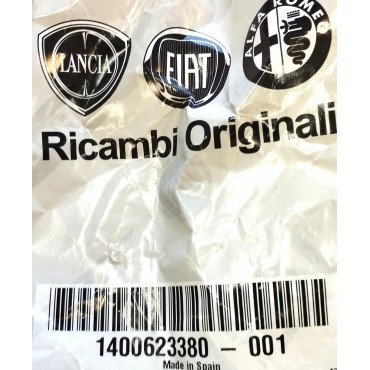 LANCIA
FIAT
ALFA ROMEO
Ricambi Originali
1400623380 - 001
Made in Spain